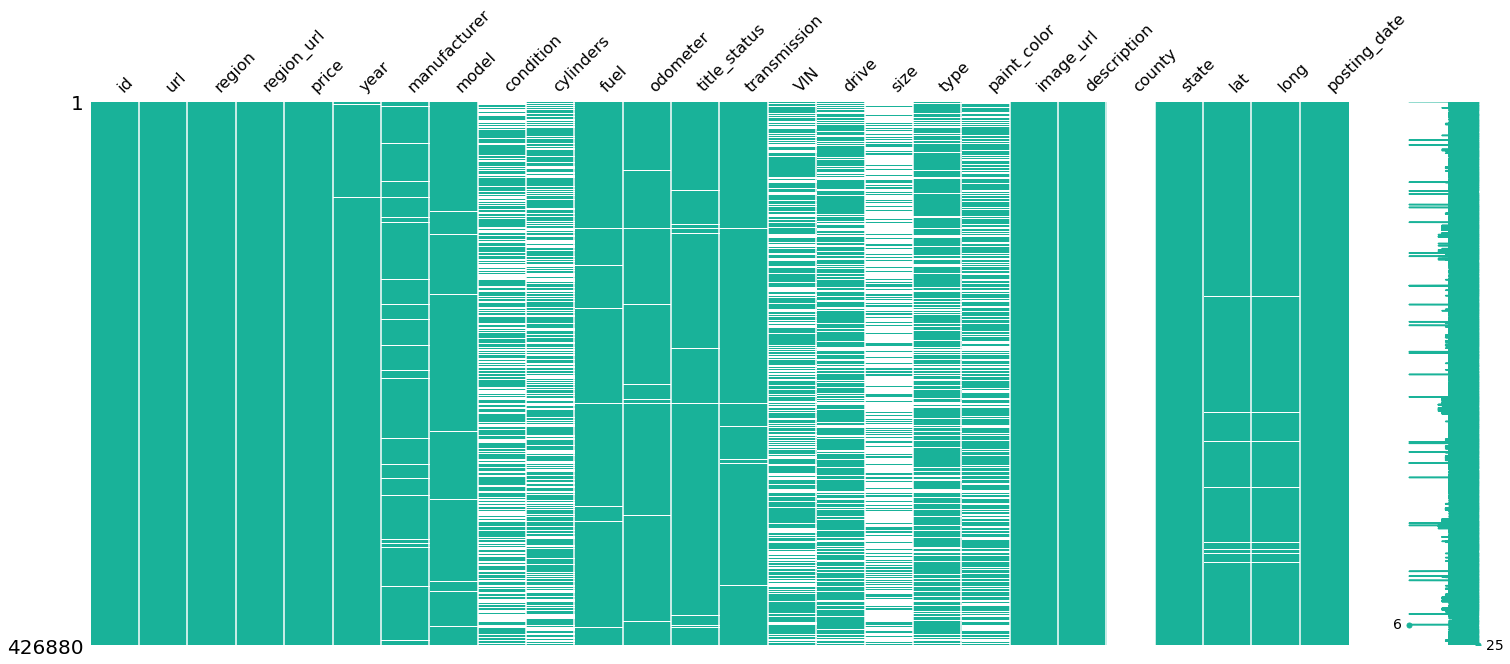 id
url
region
region_url
price
year
manufacturer
model
condition
cylinders
fuel
odometer
title_status
transmission
VIN
drive
size
type
paint_color
image_url
description
county
state
lat
long
posting_date
1
426880
6
25